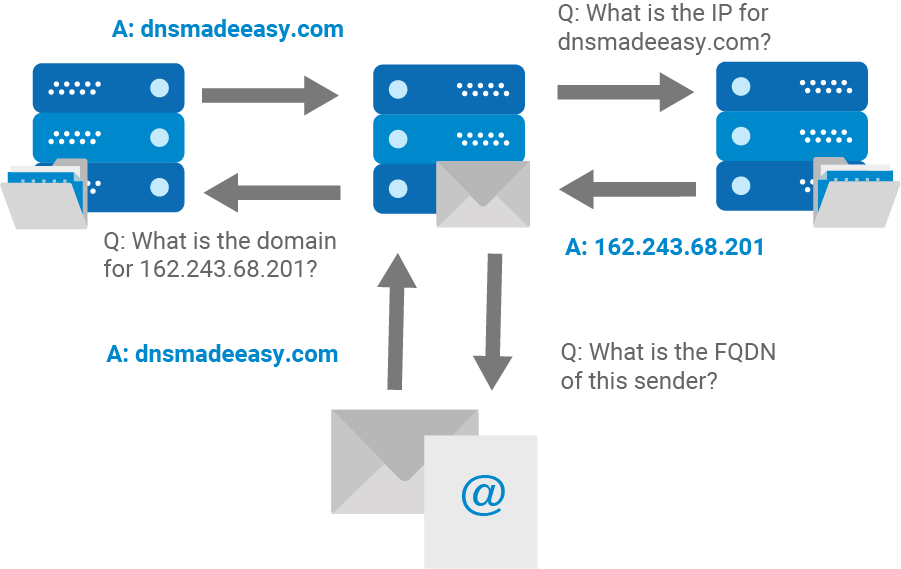 A: dnsmadeeasy.com
Q: What is the IP for
dnsmadeeasy.com?
Q: What is the domain
for 162.243.68.201?
A: 162.243.68.201
A: dnsmadeeasy.com
Q: What is the FQDN
of this sender?
@